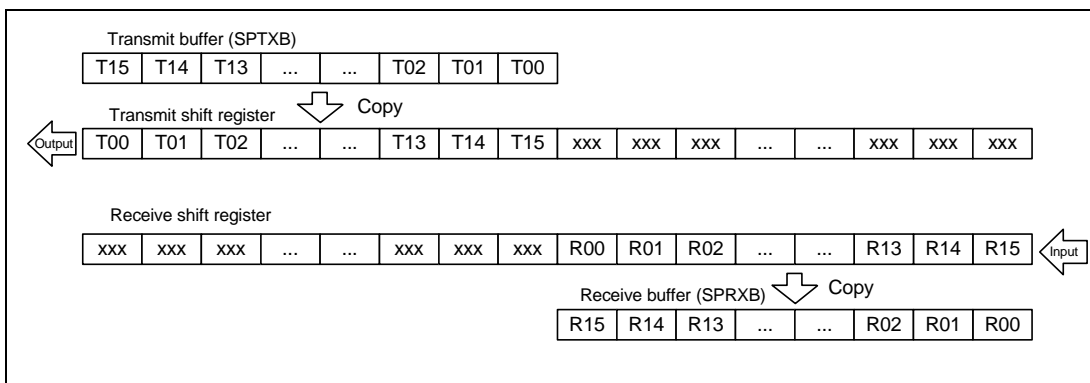 Transmit buffer (SPTXB)
T15 T14 T13 ... ... T02 T01 T00
Copy
Transmit shift register
Output T00 T01 T02 ... ... T13 T14 T15 xxx xxx xxx ... ... xxx xxx xxx
Receive shift register
xxx xxx xxx ... ... xxx xxx xxx R00 R01 R02 ... ... R13 R14 R15 Input
Copy
Receive buffer (SPRXB)
R15 R14 R13 ... ... R02 R01 R00